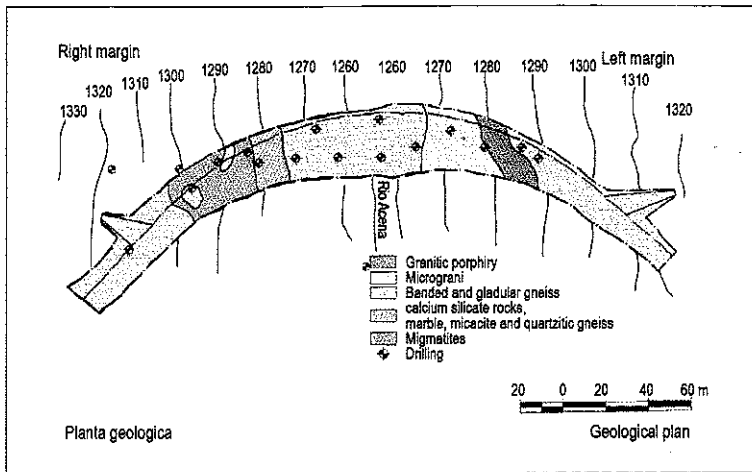 Right margin
Left margin
1330
1320
1310
1300
1290
1280
1270
1260
1260
1270
1280
1290
1300
1310
1320
Rio Acena
Granitic porphiry
Micrograni
Banded and gladular gneiss
calcium silicate rocks,
marble, micacite and quartzitic gneiss
Migmatites
Drilling
20 0 20 40 60 m
Planta geologica
Geological plan